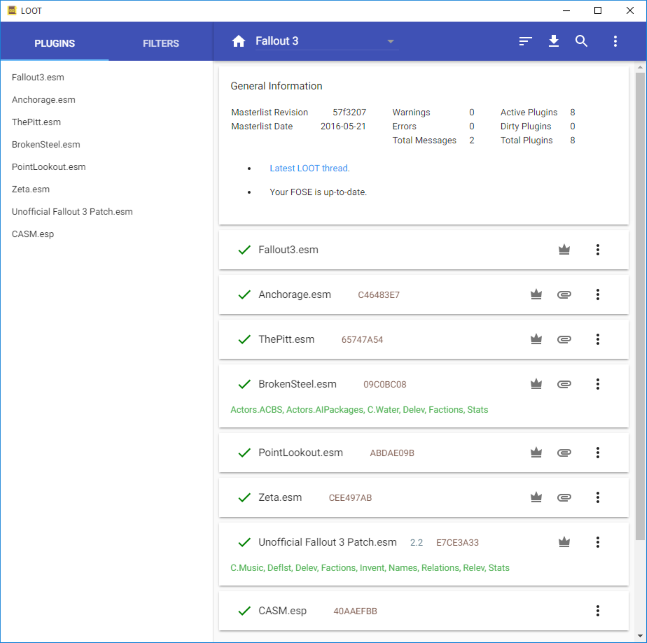 LOOT
PLUGINS FILTERS
Fallout 3
Fallout3.esm
Anchorage.esm
ThePitt.esm
BrokenSteel.esm
PointLookout.esm
Zeta.esm
Unofficial Fallout 3 Patch.esm
CASM.esp
General Information
Masterlist Revision 57f3207 Warnings 0 Active Plugins 8
Masterlist Date 2016-05-21 Errors 0 Dirty Plugins 0
Total Messages 2 Total Plugins 8
• Latest LOOT thread.
• Your FOSE is up-to-date.
Fallout3.esm
Anchorage.esm C46483E7
ThePitt.esm 65747A54
BrokenSteel.esm 09C0BC08
Actors.ACBS, Actors.AIPackages, C.Water, Delev, Factions, Stats
PointLookout.esm ABDAE09B
Zeta.esm CEE497AB
Unofficial Fallout 3 Patch.esm 2.2 E7CE3A33
C.Music, Deflst, Delev, Factions, Invent, Names, Relations, Relev, Stats
CASM.esp 40AAEFBB